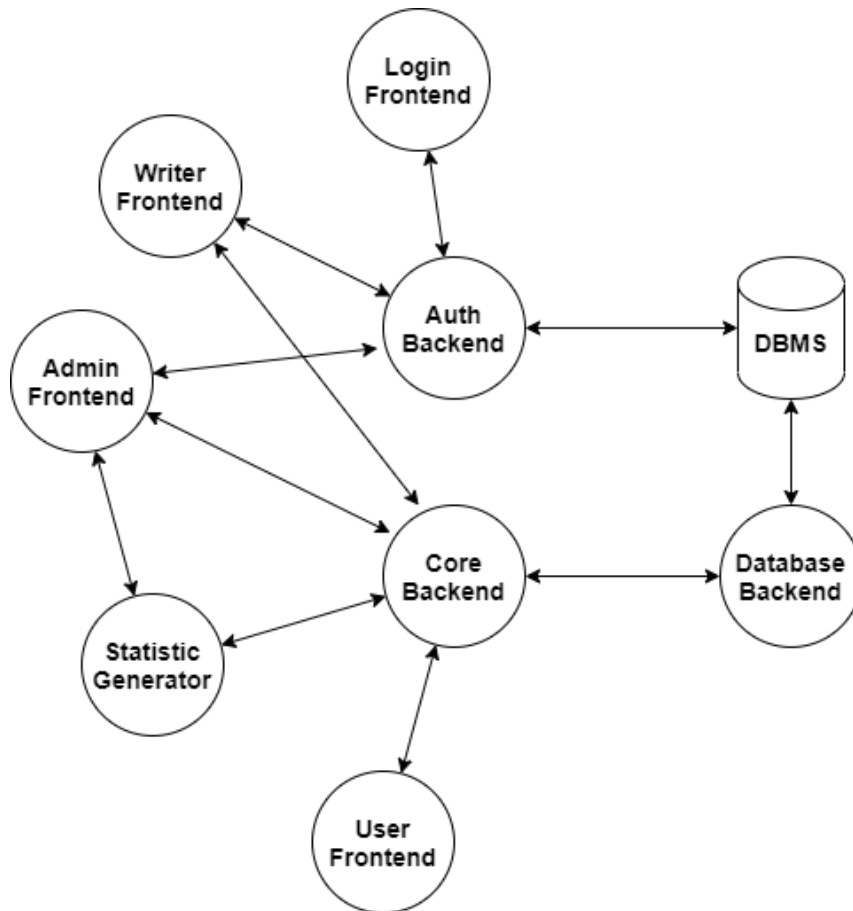 Login
Frontend
Writer
Frontend
Auth
Backend
DBMS
Admin
Frontend
Core
Backend
Database
Backend
Statistic
Generator
User
Frontend